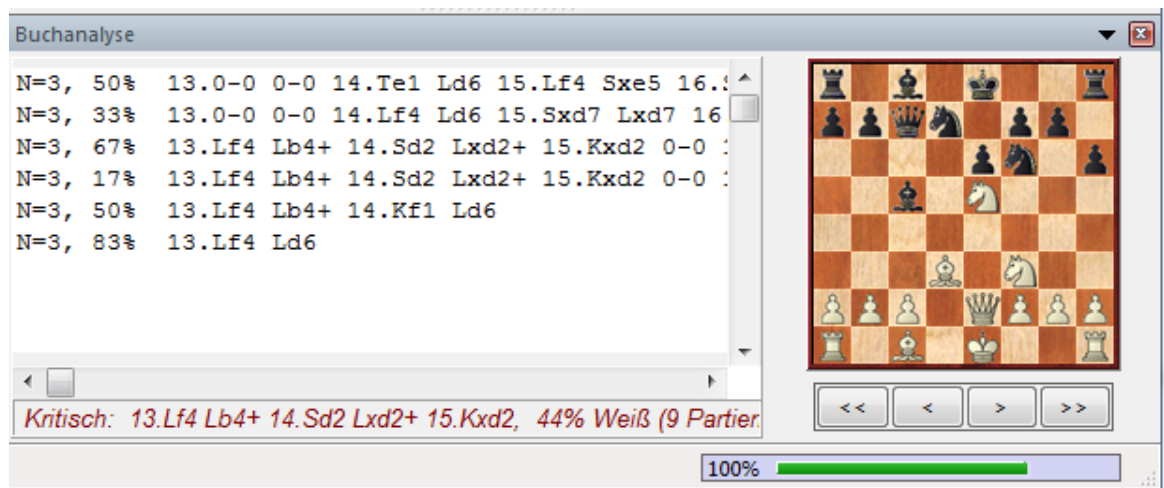 Buchanalyse
N=3, 50% 13.0-0 0-0 14.Te1 Ld6 15.Lf4 Sxe5 16.
N=3, 33% 13.0-0 0-0 14.Lf4 Ld6 15.Sxd7 Lxd7 16
N=3, 67% 13.Lf4 Lb4+ 14.Sd2 Lxd2+ 15.Kxd2 0-0
N=3, 17% 13.Lf4 Lb4+ 14.Sd2 Lxd2+ 15.Kxd2 0-0
N=3, 50% 13.Lf4 Lb4+ 14.Kf1 Ld6
N=3, 83% 13.Lf4 Ld6
Kritisch: 13.Lf4 Lb4+ 14.Sd2 Lxd2+ 15.Kxd2, 44% Weiß (9 Partien
<< < > >>
100%